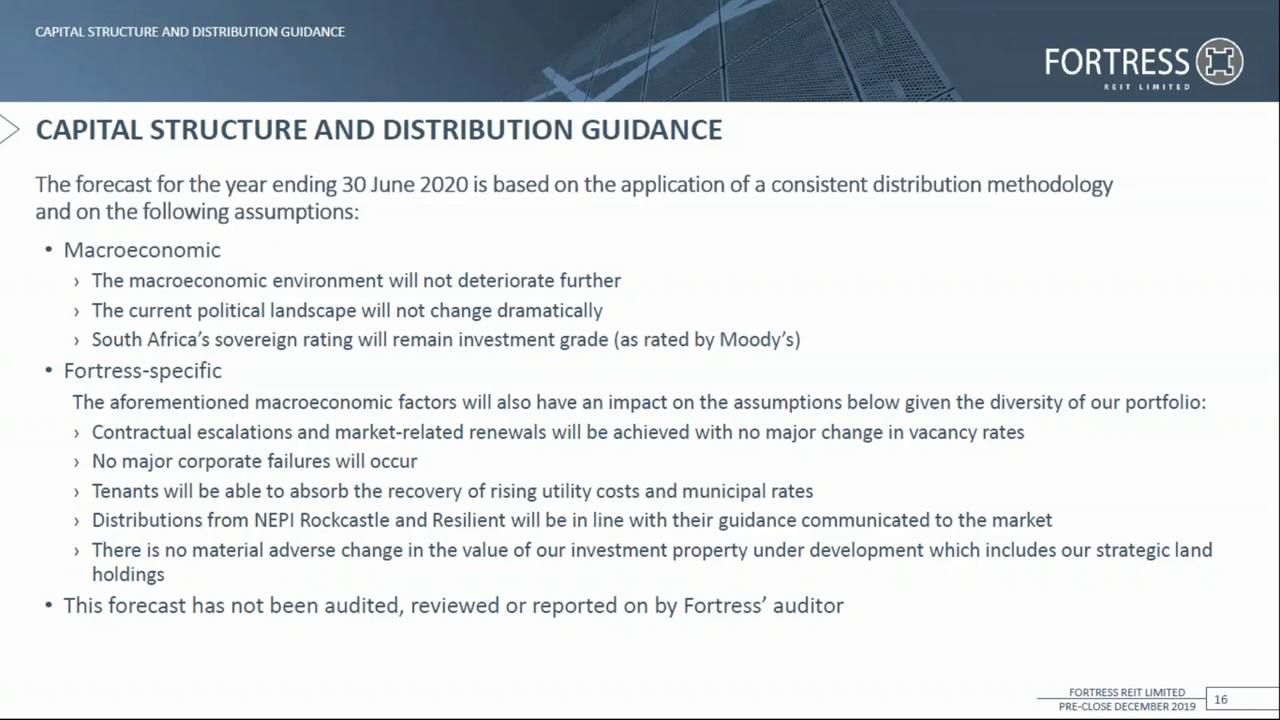 CAPITAL STRUCTURE AND DISTRIBUTION GUIDANCE
FORTRESS
REIT LIMITED
CAPITAL STRUCTURE AND DISTRIBUTION GUIDANCE
The forecast for the year ending 30 June 2020 is based on the application of a consistent distribution methodology
and on the following assumptions:
• Macroeconomic
› The macroeconomic environment will not deteriorate further
› The current political landscape will not change dramatically
› South Africa’s sovereign rating will remain investment grade (as rated by Moody’s)
• Fortress-specific
The aforementioned macroeconomic factors will also have an impact on the assumptions below given the diversity of our portfolio:
› Contractual escalations and market-related renewals will be achieved with no major change in vacancy rates
› No major corporate failures will occur
› Tenants will be able to absorb the recovery of rising utility costs and municipal rates
› Distributions from NEPI Rockcastle and Resilient will be in line with their guidance communicated to the market
› There is no material adverse change in the value of our investment property under development which includes our strategic land
holdings
• This forecast has not been audited, reviewed or reported on by Fortress’ auditor
FORTRESS REIT LIMITED
PRE-CLOSE DECEMBER 2019
16